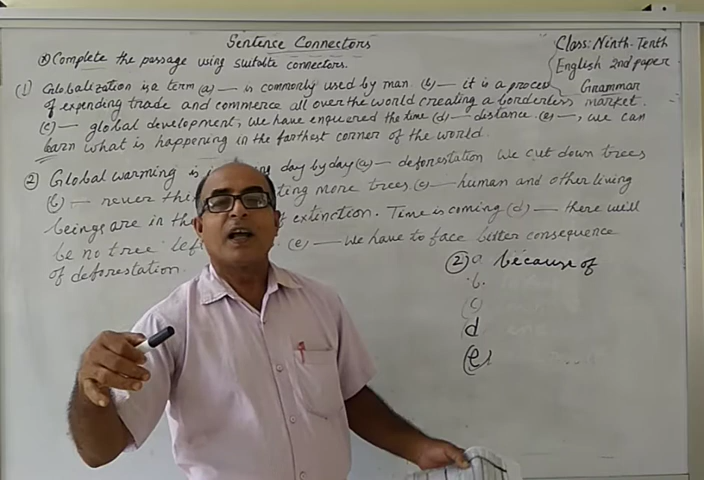 Sentence Connectors
Class: Ninth-Tenth
English 2nd paper
Grammar
Complete the passage using suitable connectors.
(1) Globalization is a term (a) — is commonly used by man. (b) — it is a process
of expending trade and commerce all over the world creating a borderless market.
(c) — global development, we have enquered the time (d) — distance. (e) —, we can
learn what is happening in the farthest corner of the world.
(2) Global warming is day by day (a) — deforestation we cut down trees
(b) — never thi ting more trees. (c) — human and other living
beings are in th of extinction. Time is coming (d) — there will
be no tree left (e) — we have to face bitter consequence
of deforestation.
(2) a. because of
b.
(c)
d
(e)